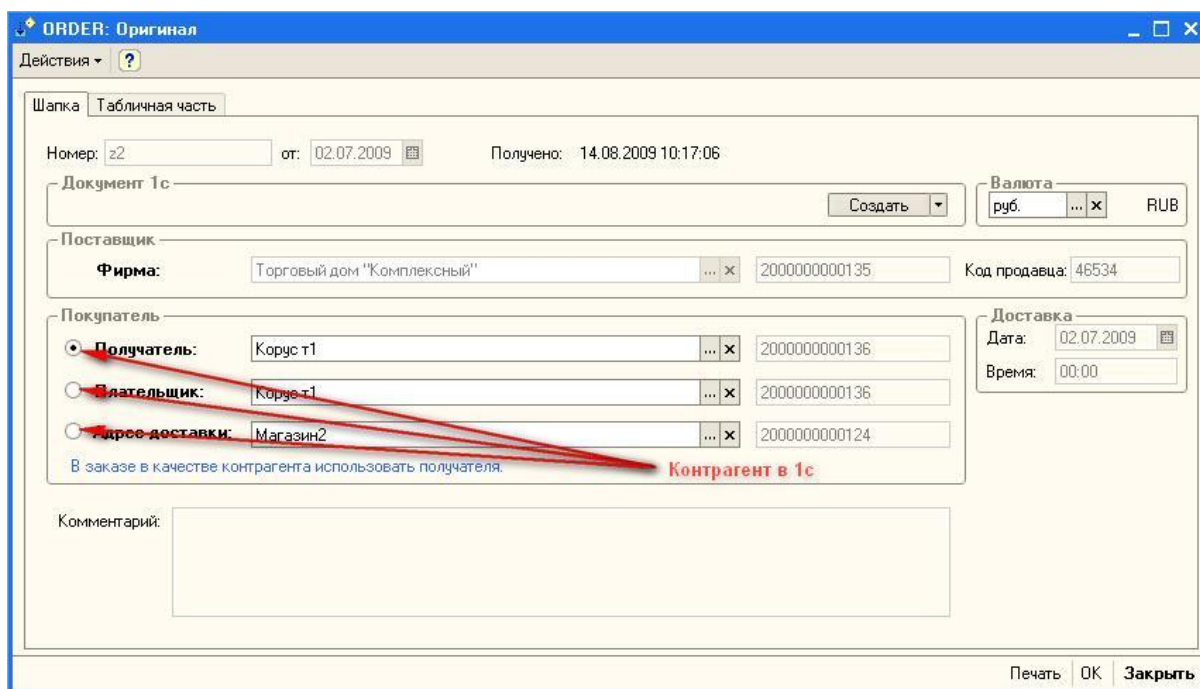 ORDER: Оригинал
Действия ?
Шапка Табличная часть
Номер: z2 от: 02.07.2009 Получено: 14.08.2009 10:17:06
Документ 1с
Создать
Валюта
руб. ... x RUB
Поставщик
Фирма: Торговый дом "Комплексный" ... x 2000000000135 Код продавца: 46534
Покупатель
Получатель: Корус т1 ... x 2000000000136
Плательщик: Корус т1 ... x 2000000000136
Адрес доставки: Магазин2 ... x 2000000000124
В заказе в качестве контрагента использовать получателя.
Контрагент в 1с
Доставка
Дата: 02.07.2009
Время: 00:00
Комментарий:
Печать OK Закрыть